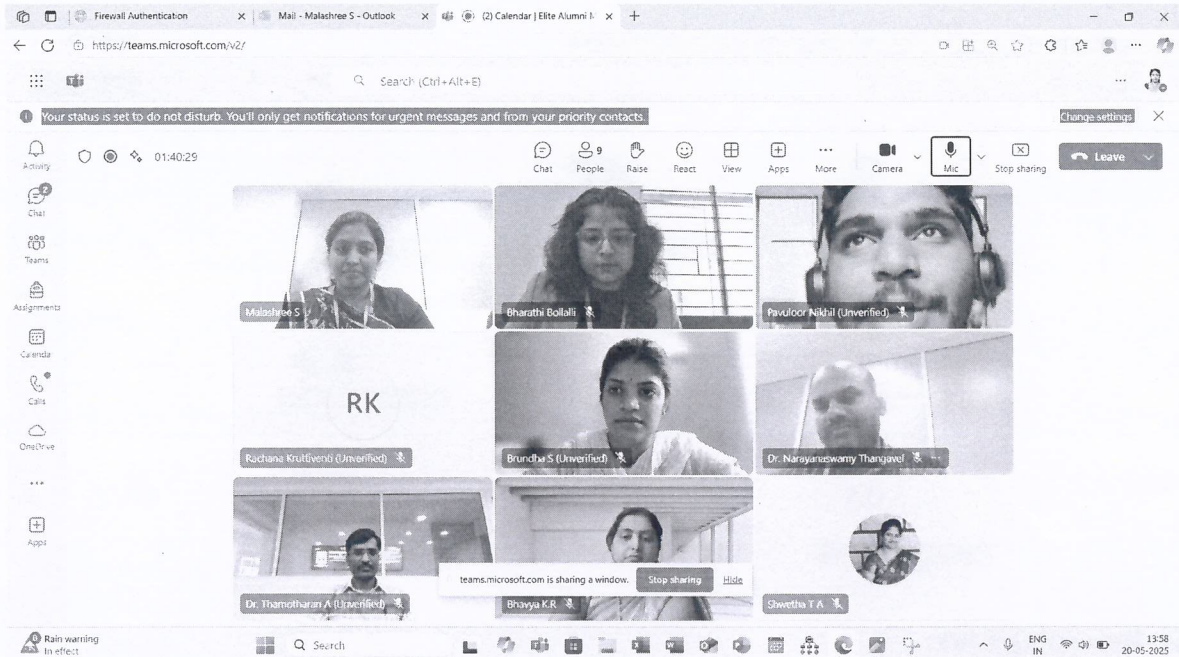 Firewall Authentication
Mail - Malashree S - Outlook
(2) Calendar | Elite Alumni
https://teams.microsoft.com/v2/
Search (Ctrl+Alt+E)
Your status is set to do not disturb. You'll only get notifications for urgent messages and from your priority contacts.
Change settings
01:40:29
9
Chat
People
Raise
React
View
Apps
More
Camera
Mic
Stop sharing
Leave
Activity
2
Chat
Teams
Assignments
Calendar
Calls
OneDrive
Apps
Malashree S
Bharathi Bollalli
Pavuloor Nikhil (Unverified)
RK
Rachana Kruttiventi (Unverified)
Brundha S (Unverified)
Dr. Narayanaswamy Thangavel
Dr. Thamotharan A (Unverified)
Bhavya K.R
Shwetha T A
teams.microsoft.com is sharing a window.
Stop sharing
Hide
Rain warning
In effect
Search
ENG
IN
13:58
20-05-2025